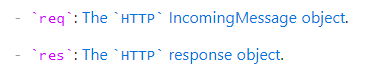 - `req`: The `HTTP` IncomingMessage object.
- `res`: The `HTTP` response object.